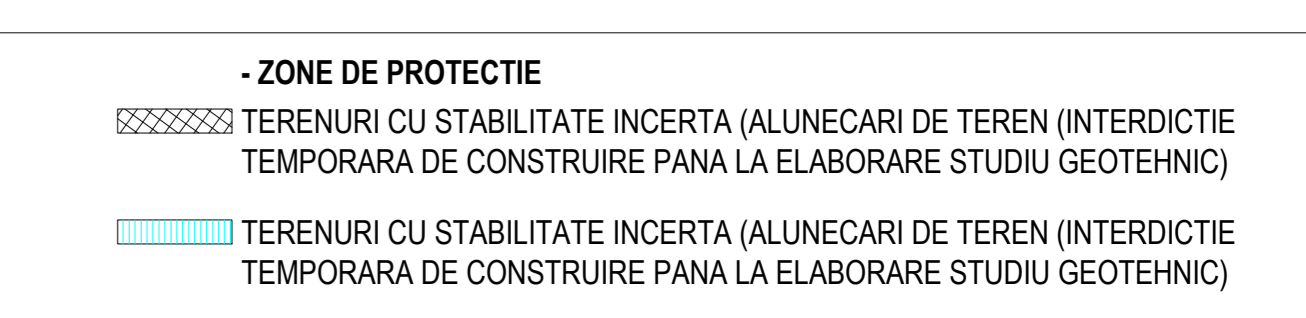 - ZONE DE PROTECTIE
TERENURI CU STABILITATE INCERTA (ALUNECARI DE TEREN (INTERDICTIE
TEMPORARA DE CONSTRUIRE PANA LA ELABORARE STUDIU GEOTEHNIC)
TERENURI CU STABILITATE INCERTA (ALUNECARI DE TEREN (INTERDICTIE
TEMPORARA DE CONSTRUIRE PANA LA ELABORARE STUDIU GEOTEHNIC)